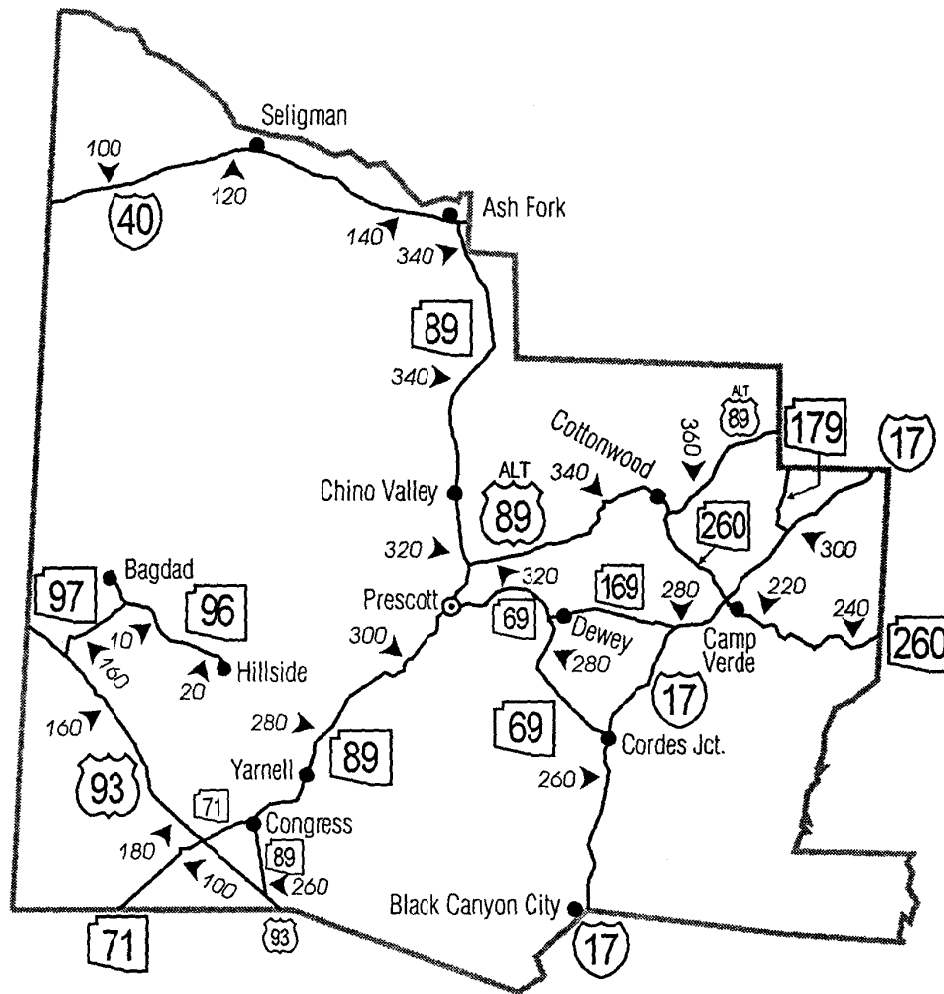 Seligman
100
120
40
Ash Fork
140
340
89
340
ALT
89
179
17
Cottonwood
360
Chino Valley
ALT
89
340
260
300
320
Bagdad
97
96
Prescott
320
69
169
280
220
240
Dewey
Camp
Verde
260
10
160
20
Hillside
300
280
17
160
280
69
Cordes Jct.
Yarnell
89
260
93
71
Congress
180
89
100
260
Black Canyon City
71
93
17